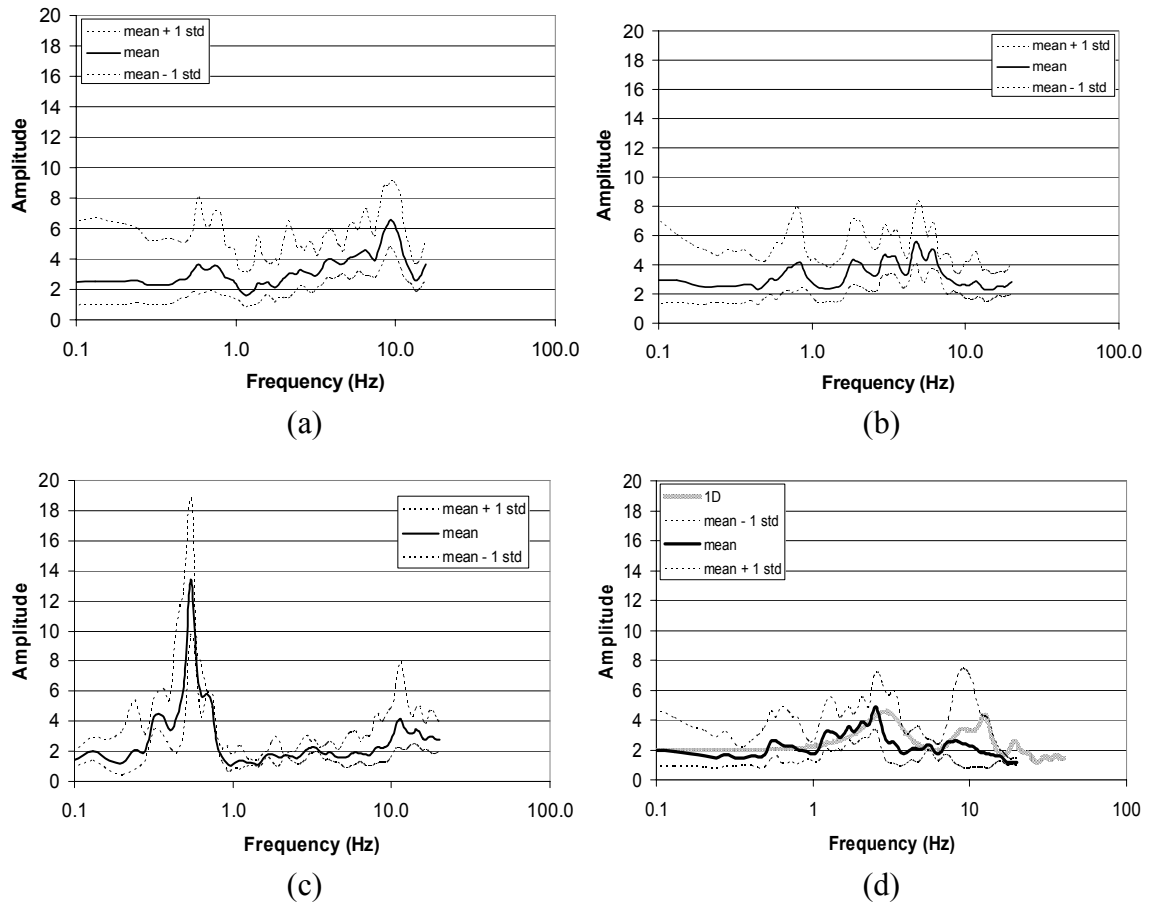 mean + 1 std
mean
mean - 1 std
Amplitude
20
18
16
14
12
10
8
6
4
2
0
0.1
1.0
10.0
100.0
Frequency (Hz)
(a)
mean + 1 std
mean
mean - 1 std
Amplitude
20
18
16
14
12
10
8
6
4
2
0
0.1
1.0
10.0
100.0
Frequency (Hz)
(b)
mean + 1 std
mean
mean - 1 std
Amplitude
20
18
16
14
12
10
8
6
4
2
0
0.1
1.0
10.0
100.0
Frequency (Hz)
(c)
1D
mean - 1 std
mean
mean + 1 std
Amplitude
20
18
16
14
12
10
8
6
4
2
0
0.1
1
10
100
Frequency (Hz)
(d)